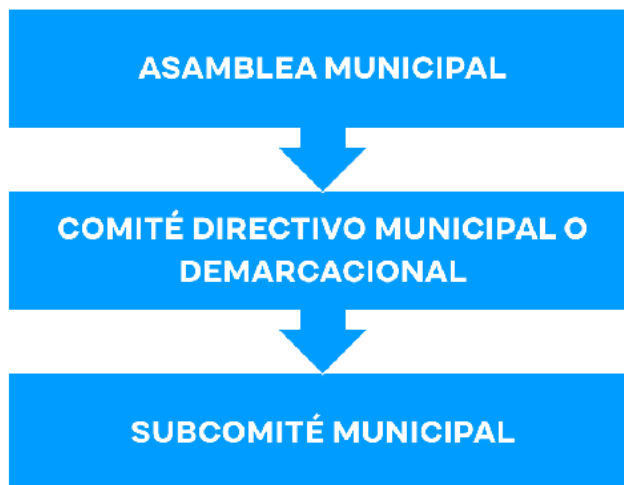 ASAMBLEA MUNICIPAL
COMITÉ DIRECTIVO MUNICIPAL O
DEMARCACIONAL
SUBCOMITÉ MUNICIPAL